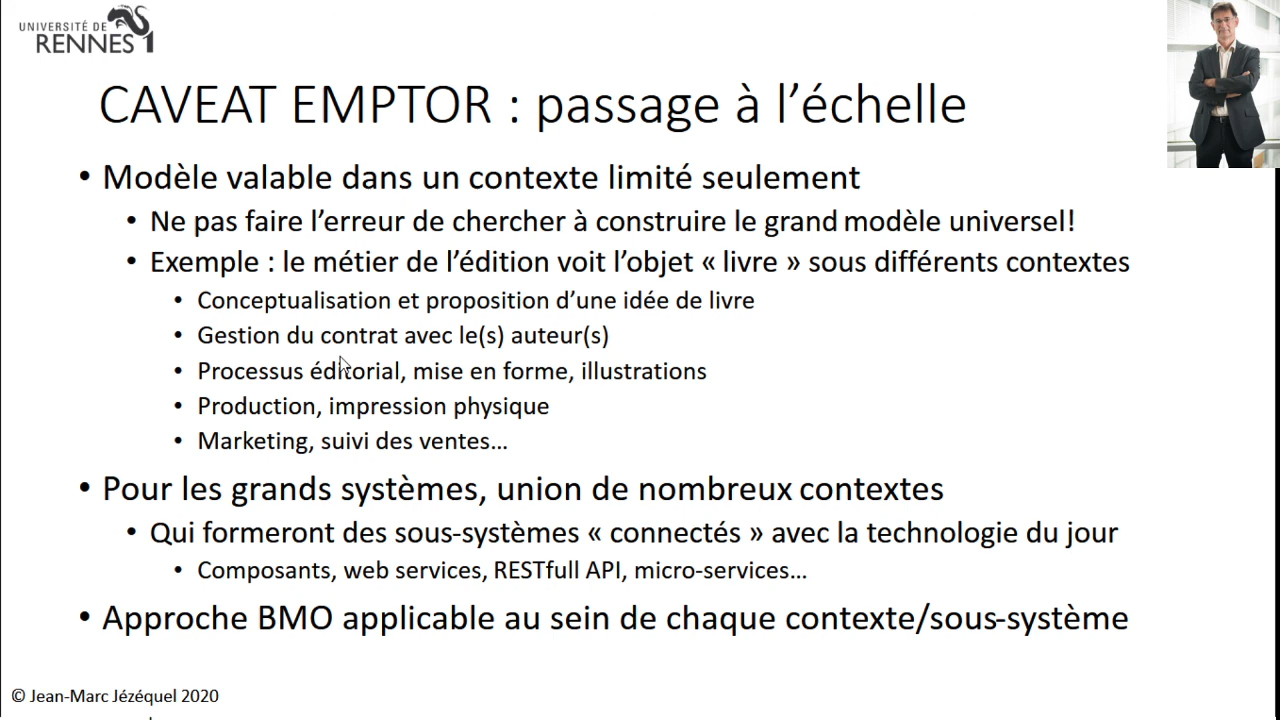 UNIVERSITÉ DE
RENNES 1
CAVEAT EMPTOR : passage à l’échelle
• Modèle valable dans un contexte limité seulement
• Ne pas faire l’erreur de chercher à construire le grand modèle universel!
• Exemple : le métier de l’édition voit l’objet « livre » sous différents contextes
• Conceptualisation et proposition d’une idée de livre
• Gestion du contrat avec le(s) auteur(s)
• Processus éditorial, mise en forme, illustrations
• Production, impression physique
• Marketing, suivi des ventes…
• Pour les grands systèmes, union de nombreux contextes
• Qui formeront des sous-systèmes « connectés » avec la technologie du jour
• Composants, web services, RESTfull API, micro-services…
• Approche BMO applicable au sein de chaque contexte/sous-système
© Jean-Marc Jézéquel 2020